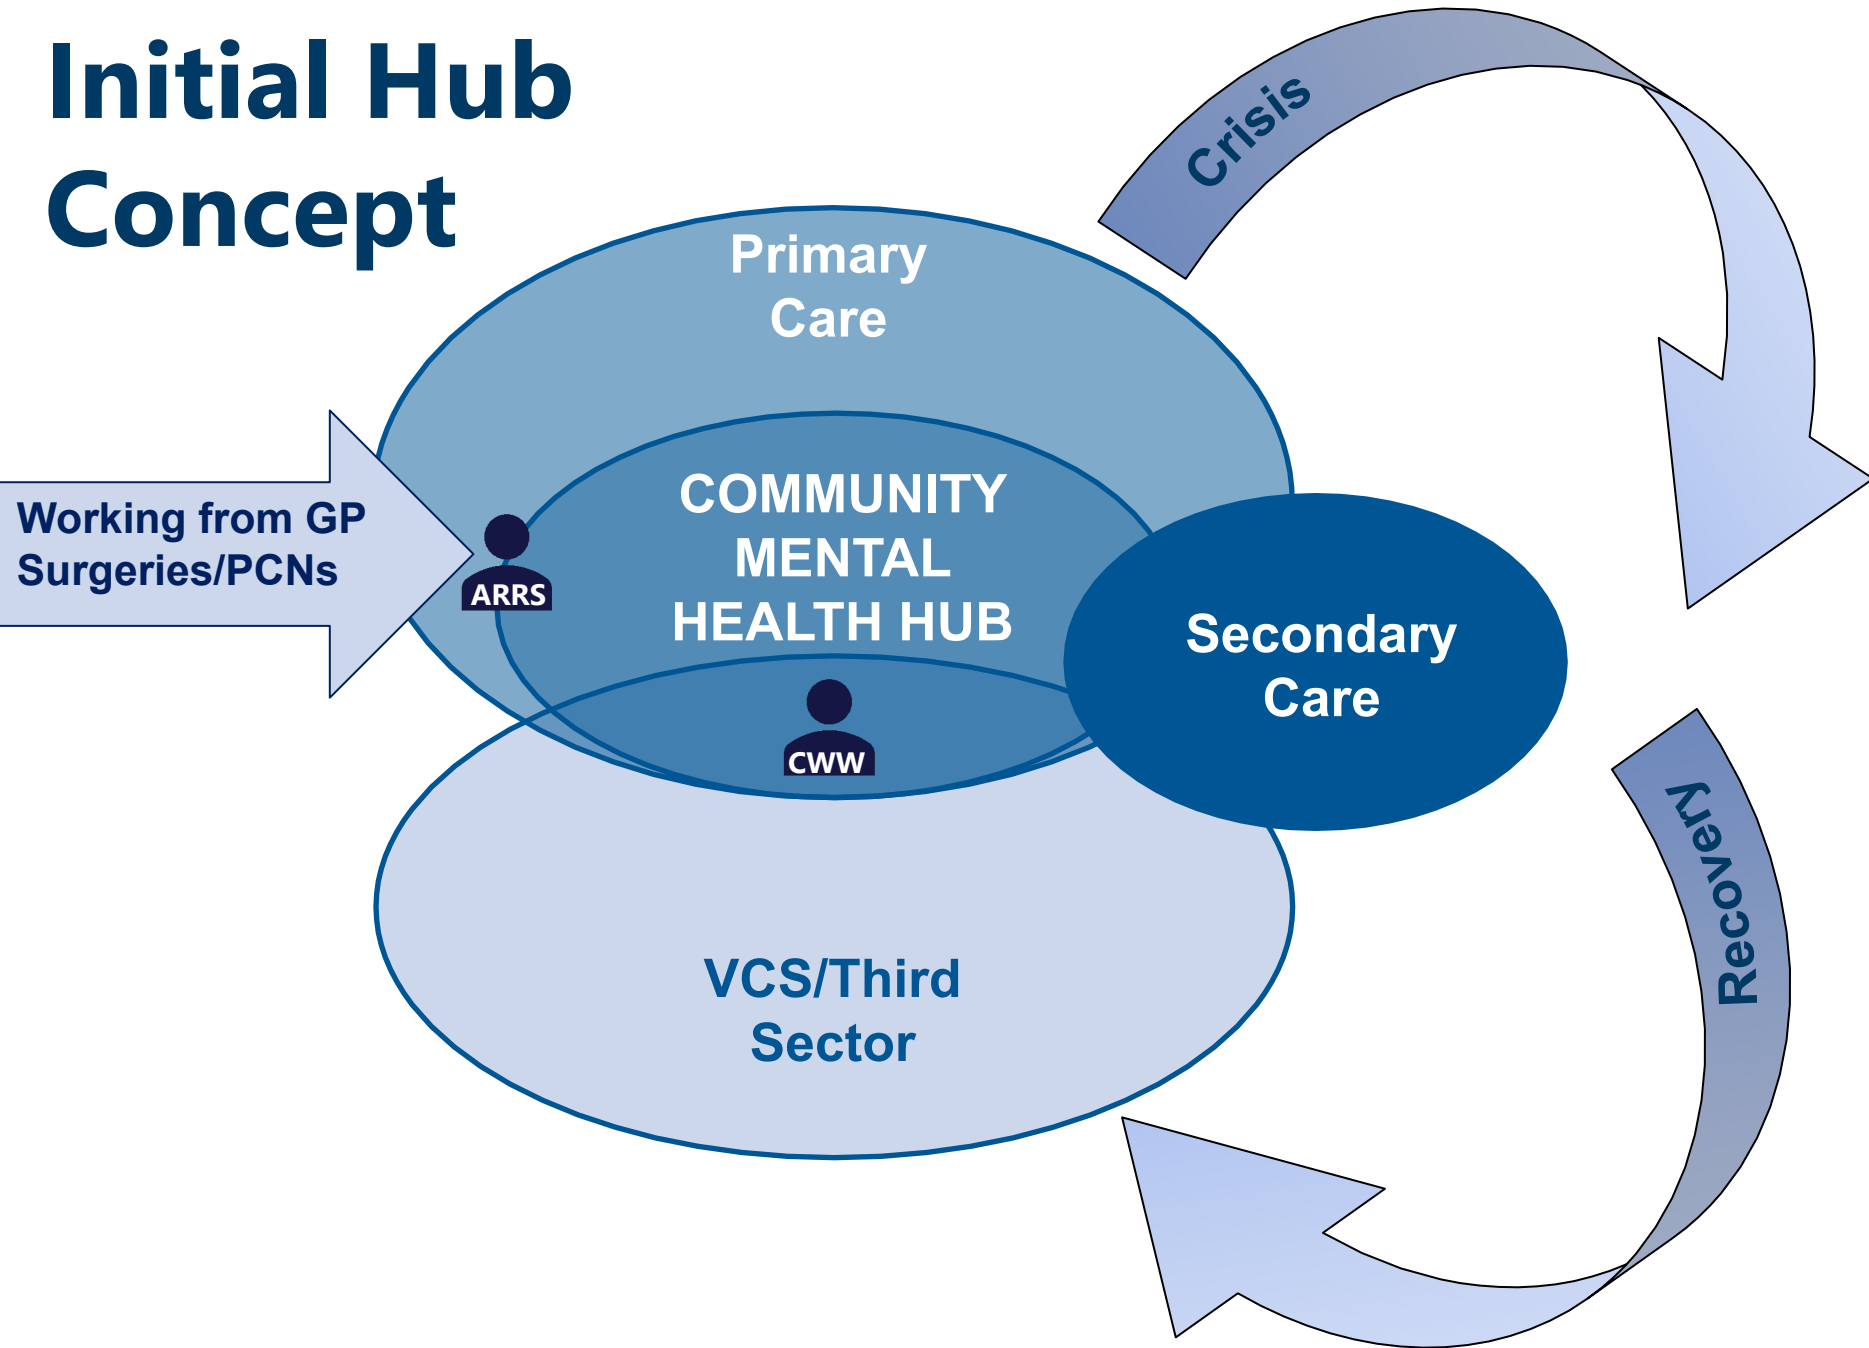 Initial Hub
Concept
Crisis
Primary
Care
Working from GP
Surgeries/PCNs
ARRS
COMMUNITY
MENTAL
HEALTH HUB
Secondary
Care
CWW
Recovery
VCS/Third
Sector